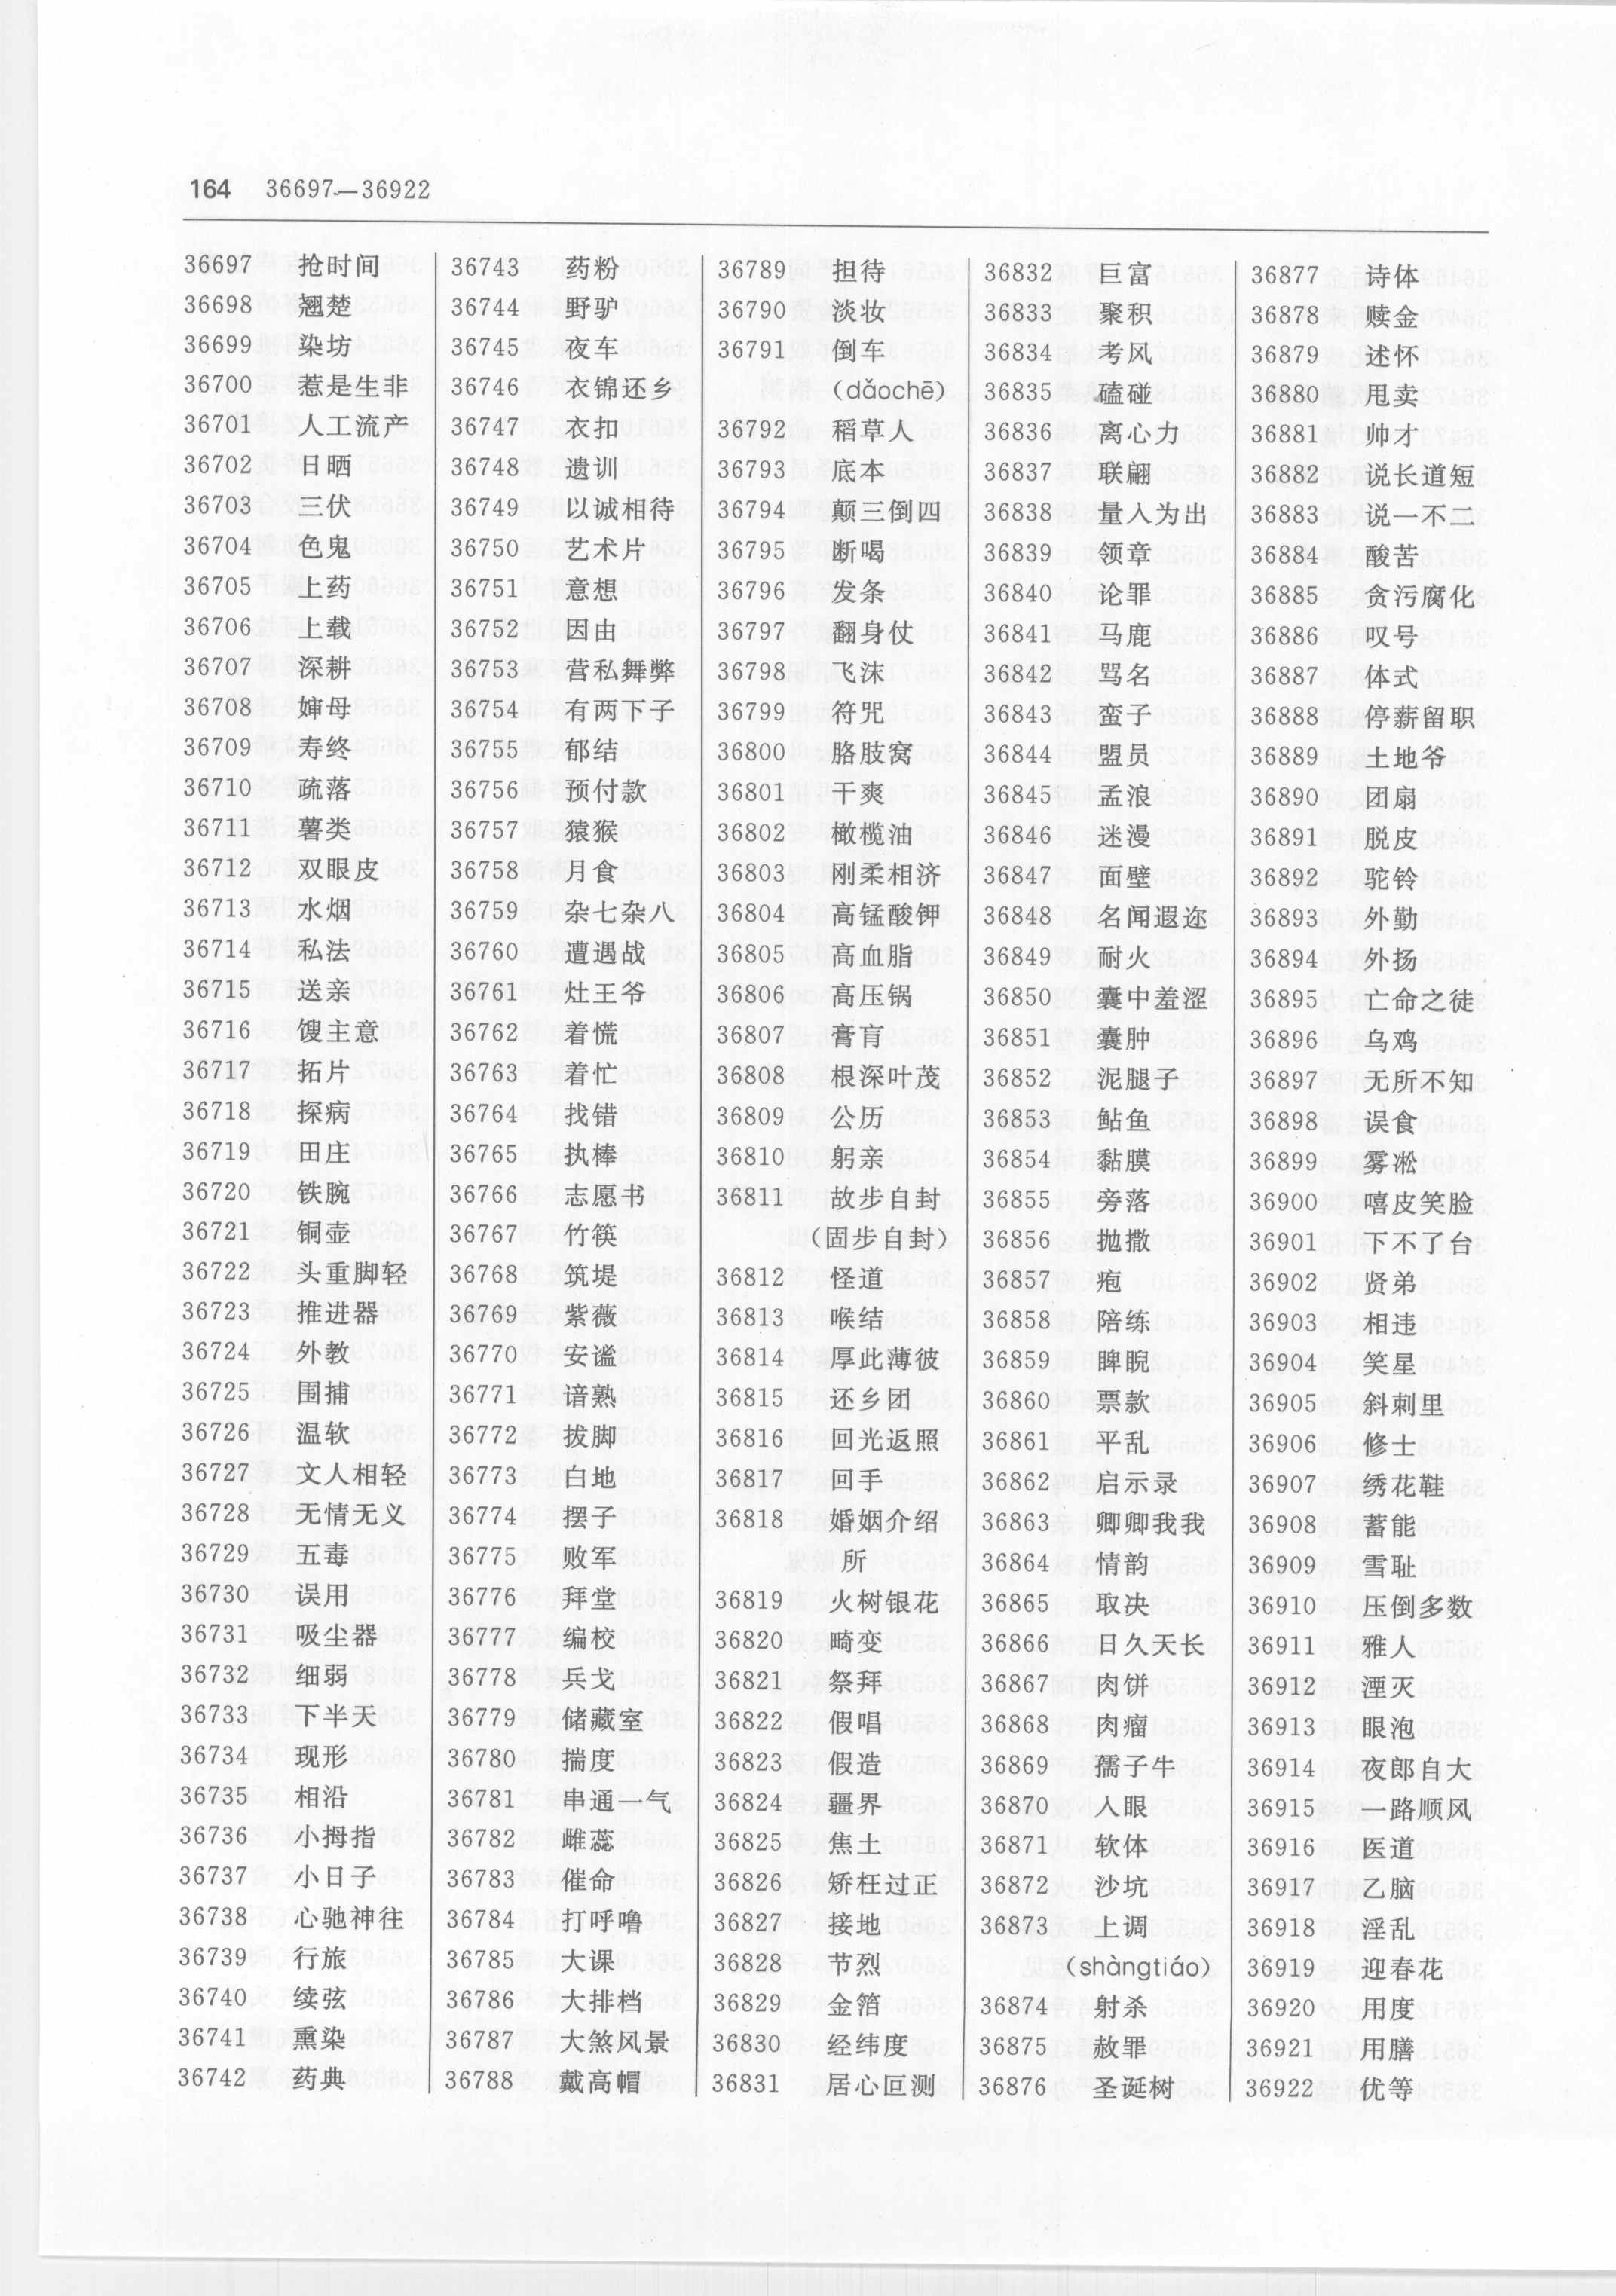 164 36697—36922
36697 抢时间
36698 翘楚
36699 染坊
36700 惹是生非
36701 人工流产
36702 日晒
36703 三伏
36704 色鬼
36705 上药
36706 上载
36707 深耕
36708 婶母
36709 寿终
36710 疏落
36711 薯类
36712 双眼皮
36713 水烟
36714 私法
36715 送亲
36716 馊主意
36717 拓片
36718 探病
36719 田庄
36720 铁腕
36721 铜壶
36722 头重脚轻
36723 推进器
36724 外教
36725 围捕
36726 温软
36727 文人相轻
36728 无情无义
36729 五毒
36730 误用
36731 吸尘器
36732 细弱
36733 下半天
36734 现形
36735 相沿
36736 小拇指
36737 小日子
36738 心驰神往
36739 行旅
36740 续弦
36741 熏染
36742 药典
36743 药粉
36744 野驴
36745 夜车
36746 衣锦还乡
36747 衣扣
36748 遗训
36749 以诚相待
36750 艺术片
36751 意想
36752 因由
36753 营私舞弊
36754 有两下子
36755 郁结
36756 预付款
36757 猿猴
36758 月食
36759 杂七杂八
36760 遭遇战
36761 灶王爷
36762 着慌
36763 着忙
36764 找错
36765 执棒
36766 志愿书
36767 竹筷
36768 筑堤
36769 紫薇
36770 安谧
36771 谙熟
36772 拔脚
36773 白地
36774 摆子
36775 败军
36776 拜堂
36777 编校
36778 兵戈
36779 储藏室
36780 揣度
36781 串通一气
36782 雌蕊
36783 催命
36784 打呼噜
36785 大课
36786 大排档
36787 大煞风景
36788 戴高帽
36789 担待
36790 淡妆
36791 倒车
(dǎochē)
36792 稻草人
36793 底本
36794 颠三倒四
36795 断喝
36796 发条
36797 翻身仗
36798 飞沫
36799 符咒
36800 胳肢窝
36801 干爽
36802 橄榄油
36803 刚柔相济
36804 高锰酸钾
36805 高血脂
36806 高压锅
36807 膏肓
36808 根深叶茂
36809 公历
36810 躬亲
36811 故步自封
(固步自封)
36812 怪道
36813 喉结
36814 厚此薄彼
36815 还乡团
36816 回光返照
36817 回手
36818 婚姻介绍
所
36819 火树银花
36820 畸变
36821 祭拜
36822 假唱
36823 假造
36824 疆界
36825 焦土
36826 矫枉过正
36827 接地
36828 节烈
36829 金箔
36830 经纬度
36831 居心叵测
36832 巨富
36833 聚积
36834 考风
36835 磕碰
36836 离心力
36837 联翩
36838 量入为出
36839 领章
36840 论罪
36841 马鹿
36842 骂名
36843 蛮子
36844 盟员
36845 孟浪
36846 迷漫
36847 面壁
36848 名闻遐迩
36849 耐火
36850 囊中羞涩
36851 囊肿
36852 泥腿子
36853 鲇鱼
36854 黏膜
36855 旁落
36856 抛撒
36857 疱
36858 陪练
36859 睥睨
36860 票款
36861 平乱
36862 启示录
36863 卿卿我我
36864 情韵
36865 取决
36866 日久天长
36867 肉饼
36868 肉瘤
36869 孺子牛
36870 入眼
36871 软体
36872 沙坑
36873 上调
(shàngtiáo)
36874 射杀
36875 赦罪
36876 圣诞树
36877 诗体
36878 赎金
36879 述怀
36880 甩卖
36881 帅才
36882 说长道短
36883 说一不二
36884 酸苦
36885 贪污腐化
36886 叹号
36887 体式
36888 停薪留职
36889 土地爷
36890 团扇
36891 脱皮
36892 驼铃
36893 外勤
36894 外扬
36895 亡命之徒
36896 乌鸡
36897 无所不知
36898 误食
36899 雾凇
36900 嘻皮笑脸
36901 下不了台
36902 贤弟
36903 相违
36904 笑星
36905 斜刺里
36906 修士
36907 绣花鞋
36908 蓄能
36909 雪耻
36910 压倒多数
36911 雅人
36912 湮灭
36913 眼泡
36914 夜郎自大
36915 一路顺风
36916 医道
36917 乙脑
36918 淫乱
36919 迎春花
36920 用度
36921 用膳
36922 优等